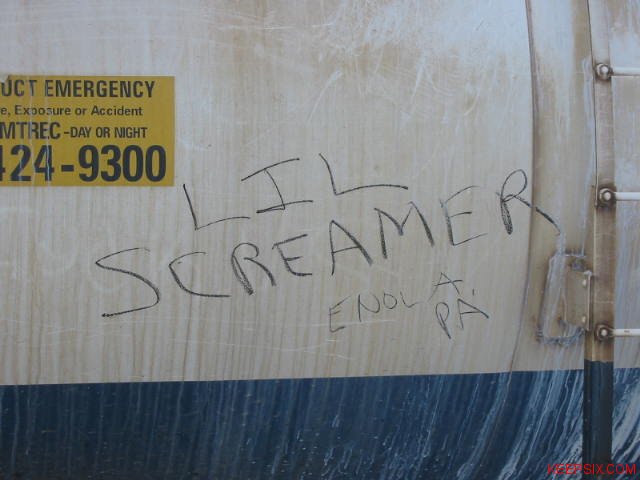 UCT EMERGENCY
e, Exposure or Accident
MTREC-DAY OR NIGHT
424-9300
LIL
SCREAMER
ENOLA.
PA
KEEPSIX.COM